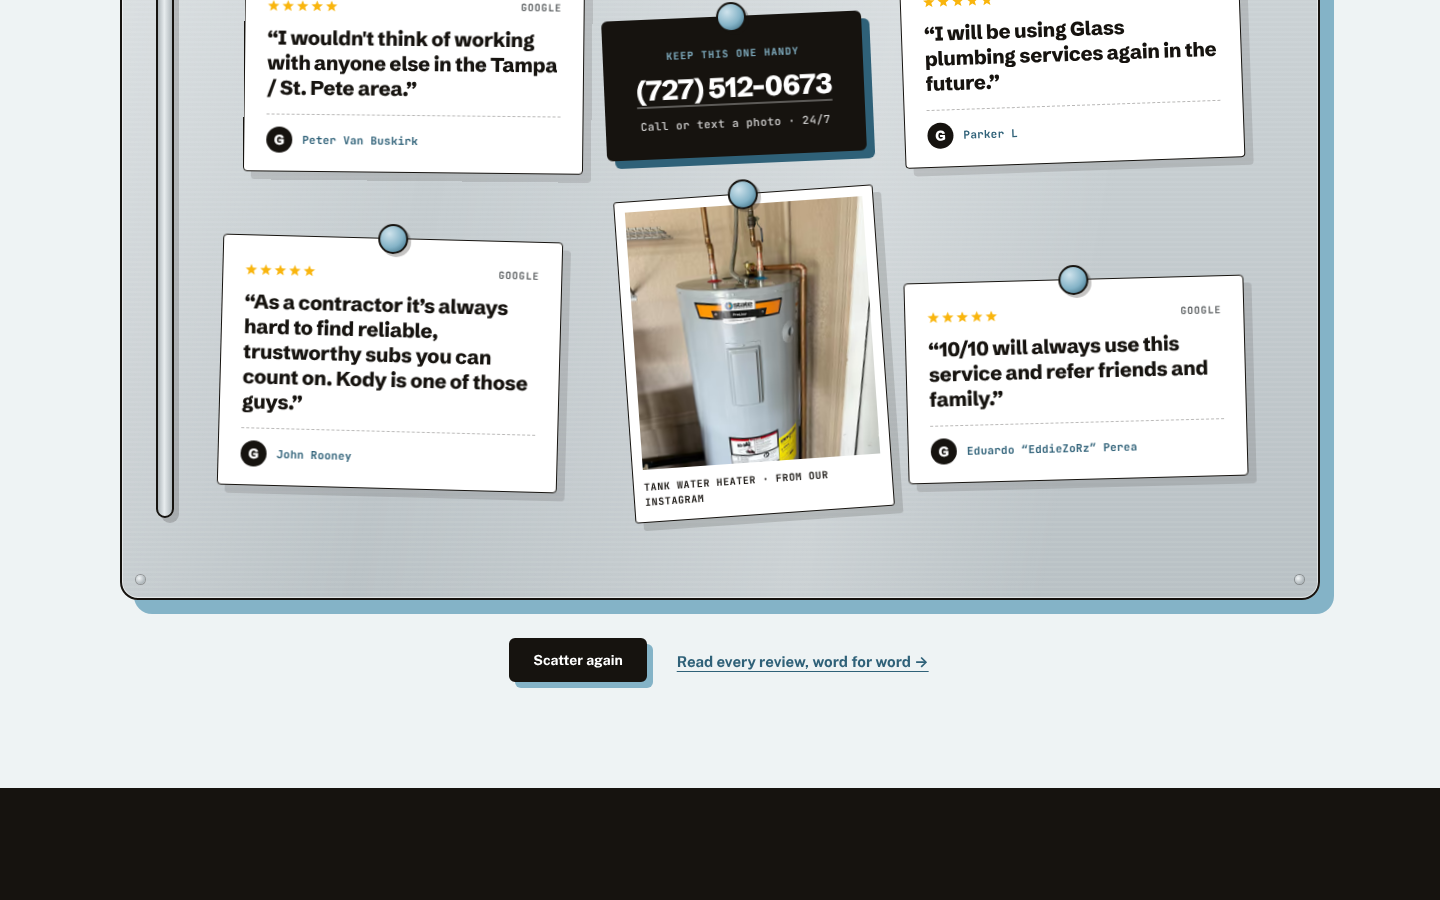 GOOGLE
“I wouldn't think of working
with anyone else in the Tampa
/ St. Pete area.”
G Peter Van Buskirk
KEEP THIS ONE HANDY
(727) 512-0673
Call or text a photo · 24/7
“I will be using Glass
plumbing services again in the
future.”
G Parker L
GOOGLE
“As a contractor it’s always
hard to find reliable,
trustworthy subs you can
count on. Kody is one of those
guys.”
G John Rooney
state
TANK WATER HEATER · FROM OUR
INSTAGRAM
GOOGLE
“10/10 will always use this
service and refer friends and
family.”
G Eduardo “EddieZoRz” Perea
Scatter again
Read every review, word for word →